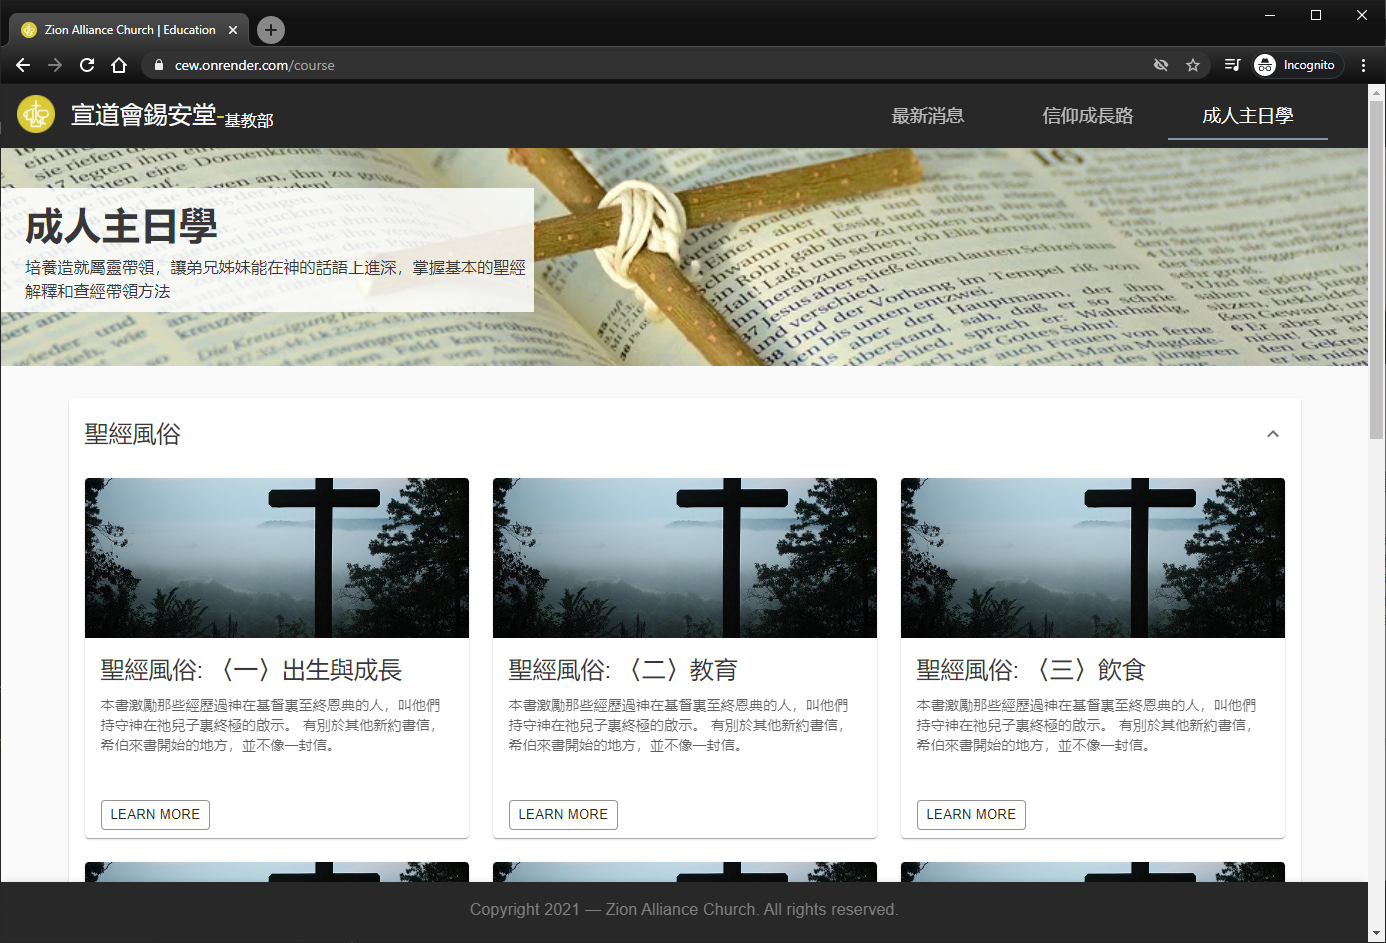 Zion Alliance Church | Education
cew.onrender.com/course
Incognito
宣道會錫安堂-基教部
最新消息
信仰成長路
成人主日學
成人主日學
培養造就屬靈帶領，讓弟兄姊妹能在神的話語上進深，掌握基本的聖經
解釋和查經帶領方法
聖經風俗
聖經風俗: 〈一〉出生與成長
本書激勵那些經歷過神在基督裏至終恩典的人，叫他們
持守神在祂兒子裏終極的啟示。 有別於其他新約書信，
希伯來書開始的地方，並不像一封信。
LEARN MORE
聖經風俗: 〈二〉教育
本書激勵那些經歷過神在基督裏至終恩典的人，叫他們
持守神在祂兒子裏終極的啟示。 有別於其他新約書信，
希伯來書開始的地方，並不像一封信。
LEARN MORE
聖經風俗: 〈三〉飲食
本書激勵那些經歷過神在基督裏至終恩典的人，叫他們
持守神在祂兒子裏終極的啟示。 有別於其他新約書信，
希伯來書開始的地方，並不像一封信。
LEARN MORE
Copyright 2021 — Zion Alliance Church. All rights reserved.